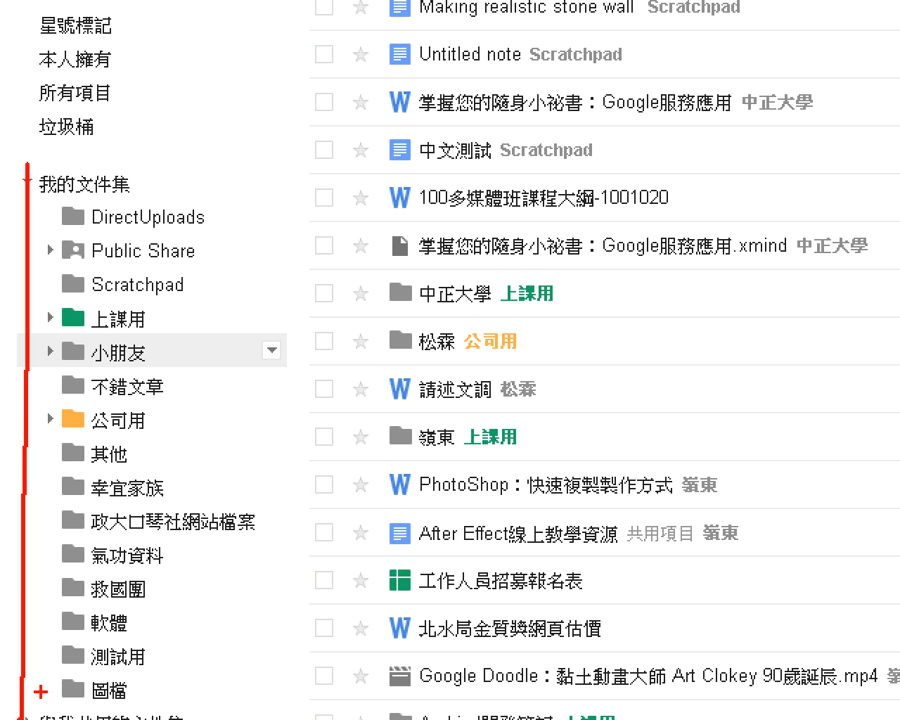 星號標記
本人擁有
所有項目
垃圾桶
我的文件集
DirectUploads
Public Share
Scratchpad
上課用
小朋友
不錯文章
公司用
其他
幸宜家族
政大口琴社網站檔案
氣功資料
救國團
軟體
測試用
圖檔
Making realistic stone wall Scratchpad
Untitled note Scratchpad
掌握您的隨身小祕書：Google服務應用 中正大學
中文測試 Scratchpad
100多媒體班課程大綱-1001020
掌握您的隨身小祕書：Google服務應用.xmind 中正大學
中正大學 上課用
松霖 公司用
請述文調 松霖
嶺東 上課用
PhotoShop：快速複製製作方式 嶺東
After Effect線上教學資源 共用項目 嶺東
工作人員招募報名表
北水局金質獎網頁估價
Google Doodle：黏土動畫大師 Art Clokey 90歲誕辰.mp4